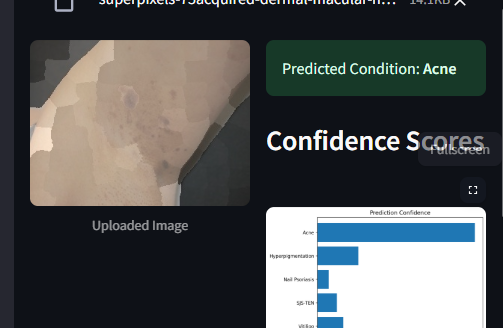 superpixels-75acquired-dermal-macular-h... 14.1KB
Predicted Condition: Acne
Confidence Scores
Fullscreen
Uploaded Image
Prediction Confidence
Acne
Hyperpigmentation
Nail Psoriasis
SJS-TEN
Vitiligo